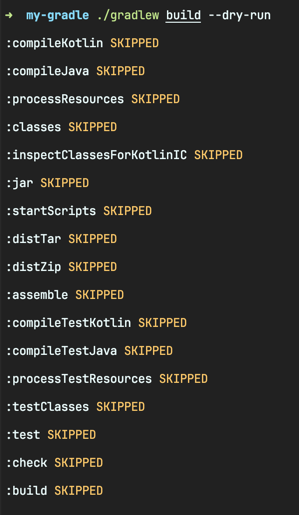 ➜  my-gradle ./gradlew build --dry-run
:compileKotlin SKIPPED
:compileJava SKIPPED
:processResources SKIPPED
:classes SKIPPED
:inspectClassesForKotlinIC SKIPPED
:jar SKIPPED
:startScripts SKIPPED
:distTar SKIPPED
:distZip SKIPPED
:assemble SKIPPED
:compileTestKotlin SKIPPED
:compileTestJava SKIPPED
:processTestResources SKIPPED
:testClasses SKIPPED
:test SKIPPED
:check SKIPPED
:build SKIPPED